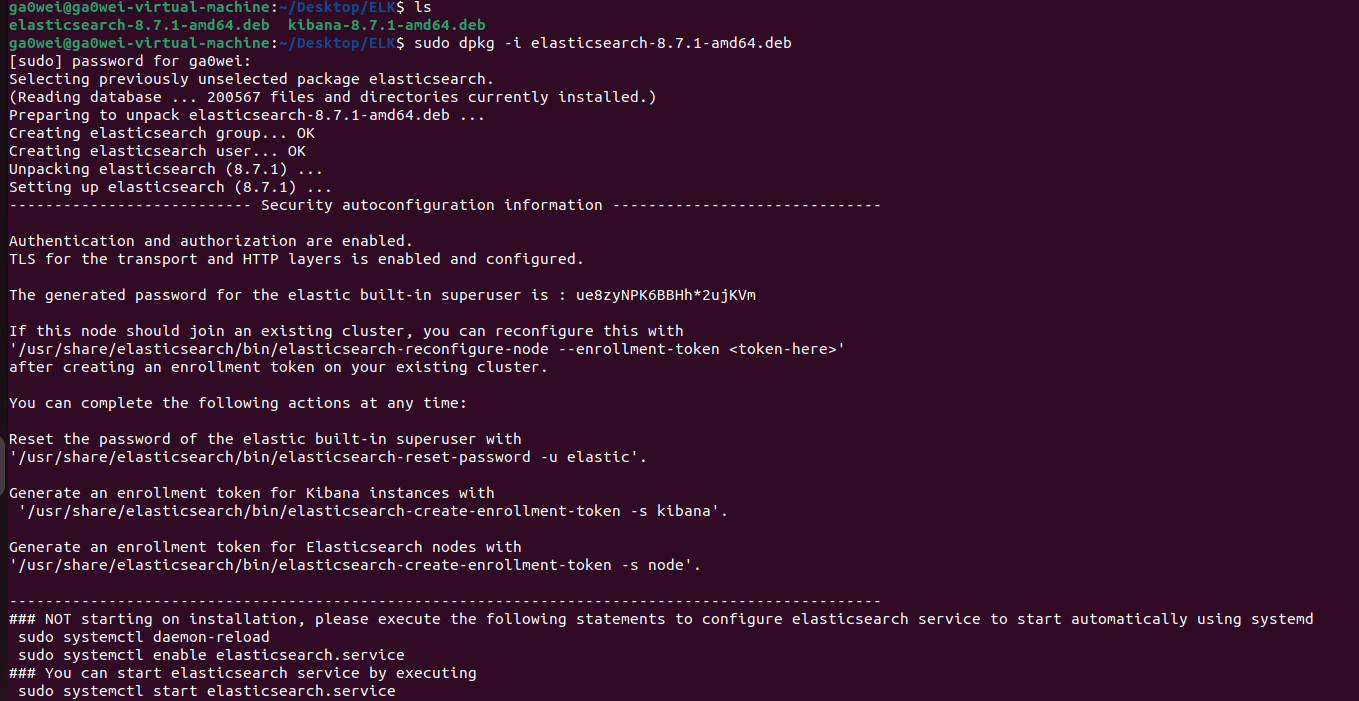 ga0wei@ga0wei-virtual-machine:~/Desktop/ELK$ ls
elasticsearch-8.7.1-amd64.deb  kibana-8.7.1-amd64.deb
ga0wei@ga0wei-virtual-machine:~/Desktop/ELK$ sudo dpkg -i elasticsearch-8.7.1-amd64.deb
[sudo] password for ga0wei:
Selecting previously unselected package elasticsearch.
(Reading database ... 200567 files and directories currently installed.)
Preparing to unpack elasticsearch-8.7.1-amd64.deb ...
Creating elasticsearch group... OK
Creating elasticsearch user... OK
Unpacking elasticsearch (8.7.1) ...
Setting up elasticsearch (8.7.1) ...
--------------------------- Security autoconfiguration information ------------------------------
Authentication and authorization are enabled.
TLS for the transport and HTTP layers is enabled and configured.
The generated password for the elastic built-in superuser is : ue8zyNPK6BBHh*2ujKVm
If this node should join an existing cluster, you can reconfigure this with
'/usr/share/elasticsearch/bin/elasticsearch-reconfigure-node --enrollment-token <token-here>'
after creating an enrollment token on your existing cluster.
You can complete the following actions at any time:
Reset the password of the elastic built-in superuser with
'/usr/share/elasticsearch/bin/elasticsearch-reset-password -u elastic'.
Generate an enrollment token for Kibana instances with
 '/usr/share/elasticsearch/bin/elasticsearch-create-enrollment-token -s kibana'.
Generate an enrollment token for Elasticsearch nodes with
'/usr/share/elasticsearch/bin/elasticsearch-create-enrollment-token -s node'.
-------------------------------------------------------------------------------------------------
### NOT starting on installation, please execute the following statements to configure elasticsearch service to start automatically using systemd
 sudo systemctl daemon-reload
 sudo systemctl enable elasticsearch.service
### You can start elasticsearch service by executing
 sudo systemctl start elasticsearch.service